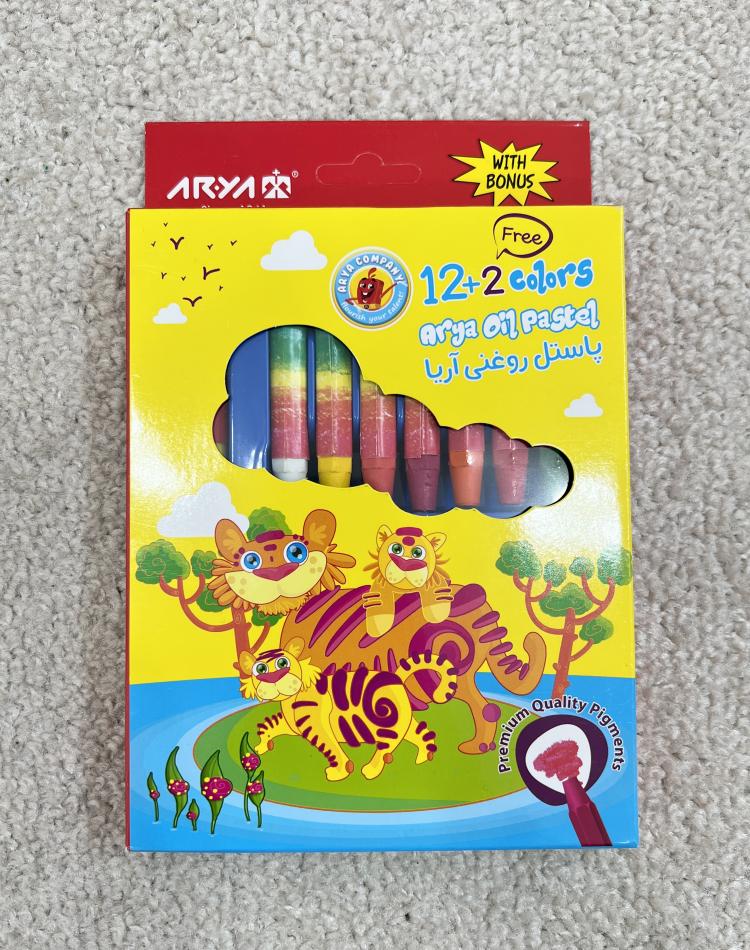 ARYA
WITH
BONUS
Free
ARYA COMPANY
Nourish your talent!
12+2 colors
Arya Oil Pastel
پاستل روغنی آریا
Premium Quality Pigments